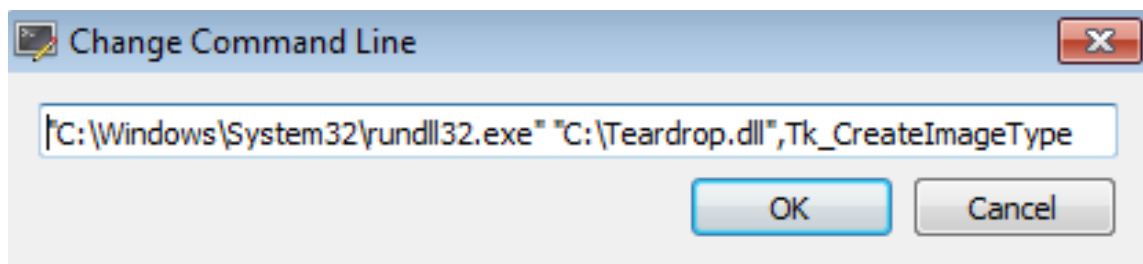 Change Command Line
"C:\Windows\System32\rundll32.exe" "C:\Teardrop.dll",Tk_CreateImageType
OK Cancel